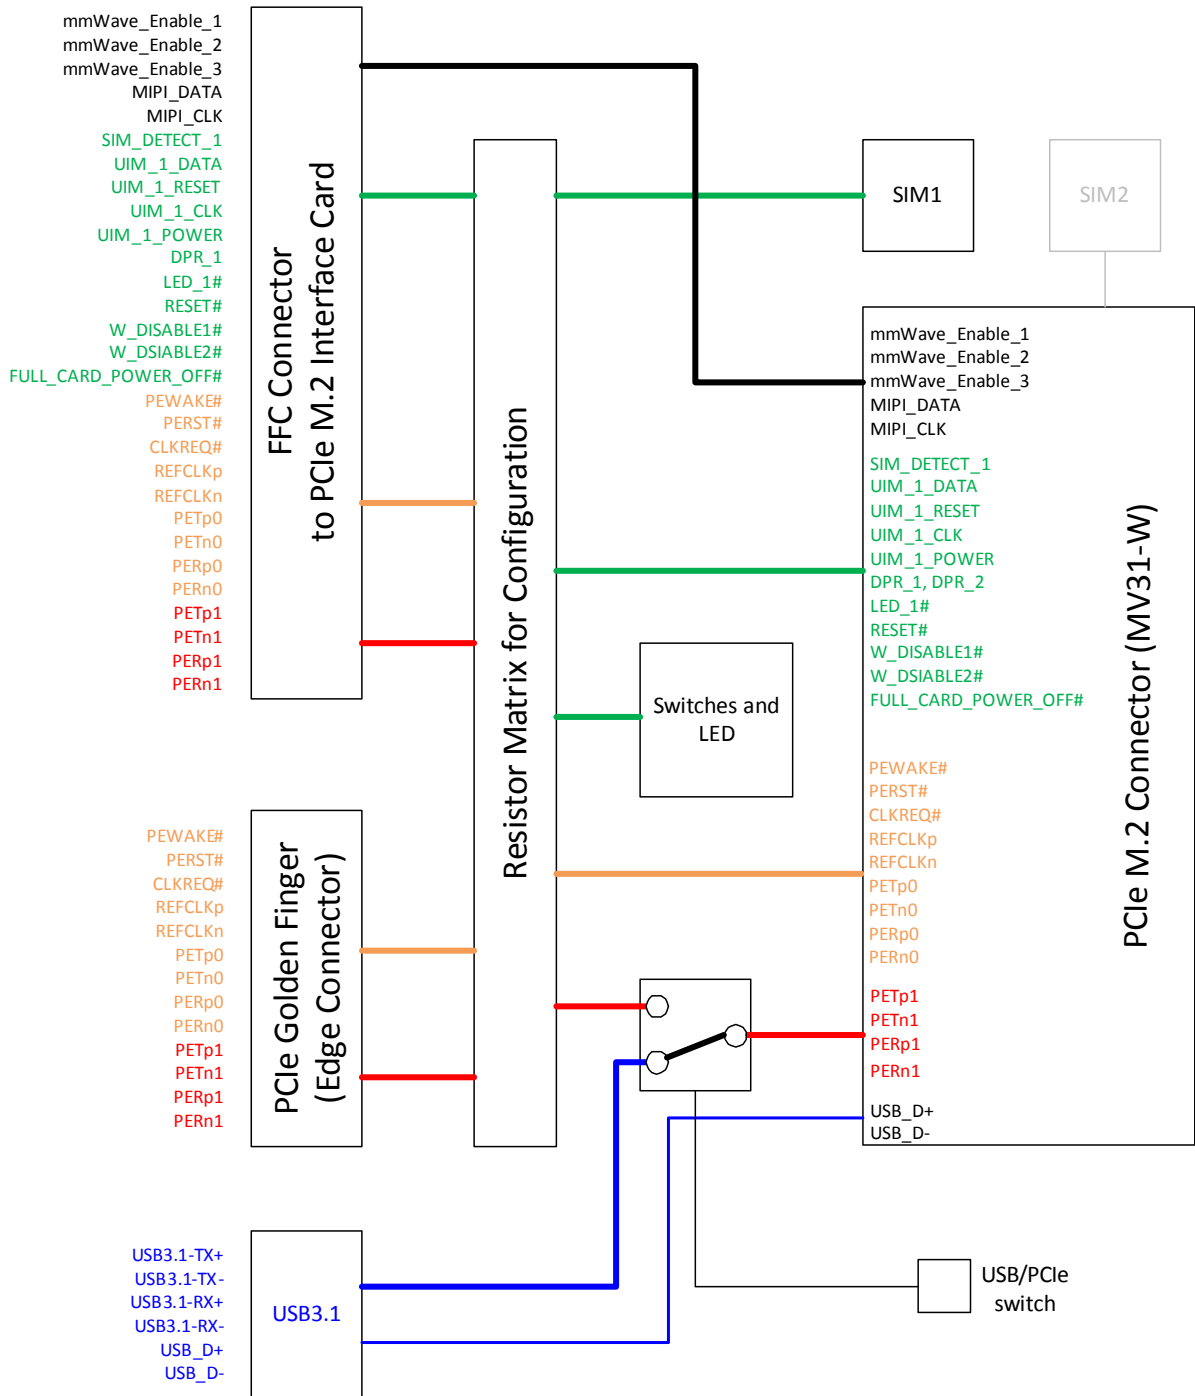 mmWave_Enable_1
mmWave_Enable_2
mmWave_Enable_3
MIPI_DATA
MIPI_CLK
SIM_DETECT_1
UIM_1_DATA
UIM_1_RESET
UIM_1_CLK
UIM_1_POWER
DPR_1
LED_1#
RESET#
W_DISABLE1#
W_DSIABLE2#
FULL_CARD_POWER_OFF#
PEWAKE#
PERST#
CLKREQ#
REFCLKp
REFCLKn
PETp0
PETn0
PERp0
PERn0
PETp1
PETn1
PERp1
PERn1
FFC Connector
to PCIe M.2 Interface Card
PEWAKE#
PERST#
CLKREQ#
REFCLKp
REFCLKn
PETp0
PETn0
PERp0
PERn0
PETp1
PETn1
PERp1
PERn1
PCIe Golden Finger
(Edge Connector)
USB3.1-TX+
USB3.1-TX-
USB3.1-RX+
USB3.1-RX-
USB_D+
USB_D-
USB3.1
Resistor Matrix for Configuration
Switches and
LED
SIM1
SIM2
mmWave_Enable_1
mmWave_Enable_2
mmWave_Enable_3
MIPI_DATA
MIPI_CLK
SIM_DETECT_1
UIM_1_DATA
UIM_1_RESET
UIM_1_CLK
UIM_1_POWER
DPR_1, DPR_2
LED_1#
RESET#
W_DISABLE1#
W_DSIABLE2#
FULL_CARD_POWER_OFF#
PEWAKE#
PERST#
CLKREQ#
REFCLKp
REFCLKn
PETp0
PETn0
PERp0
PERn0
PETp1
PETn1
PERp1
PERn1
USB_D+
USB_D-
PCIe M.2 Connector (MV31-W)
USB/PCIe
switch